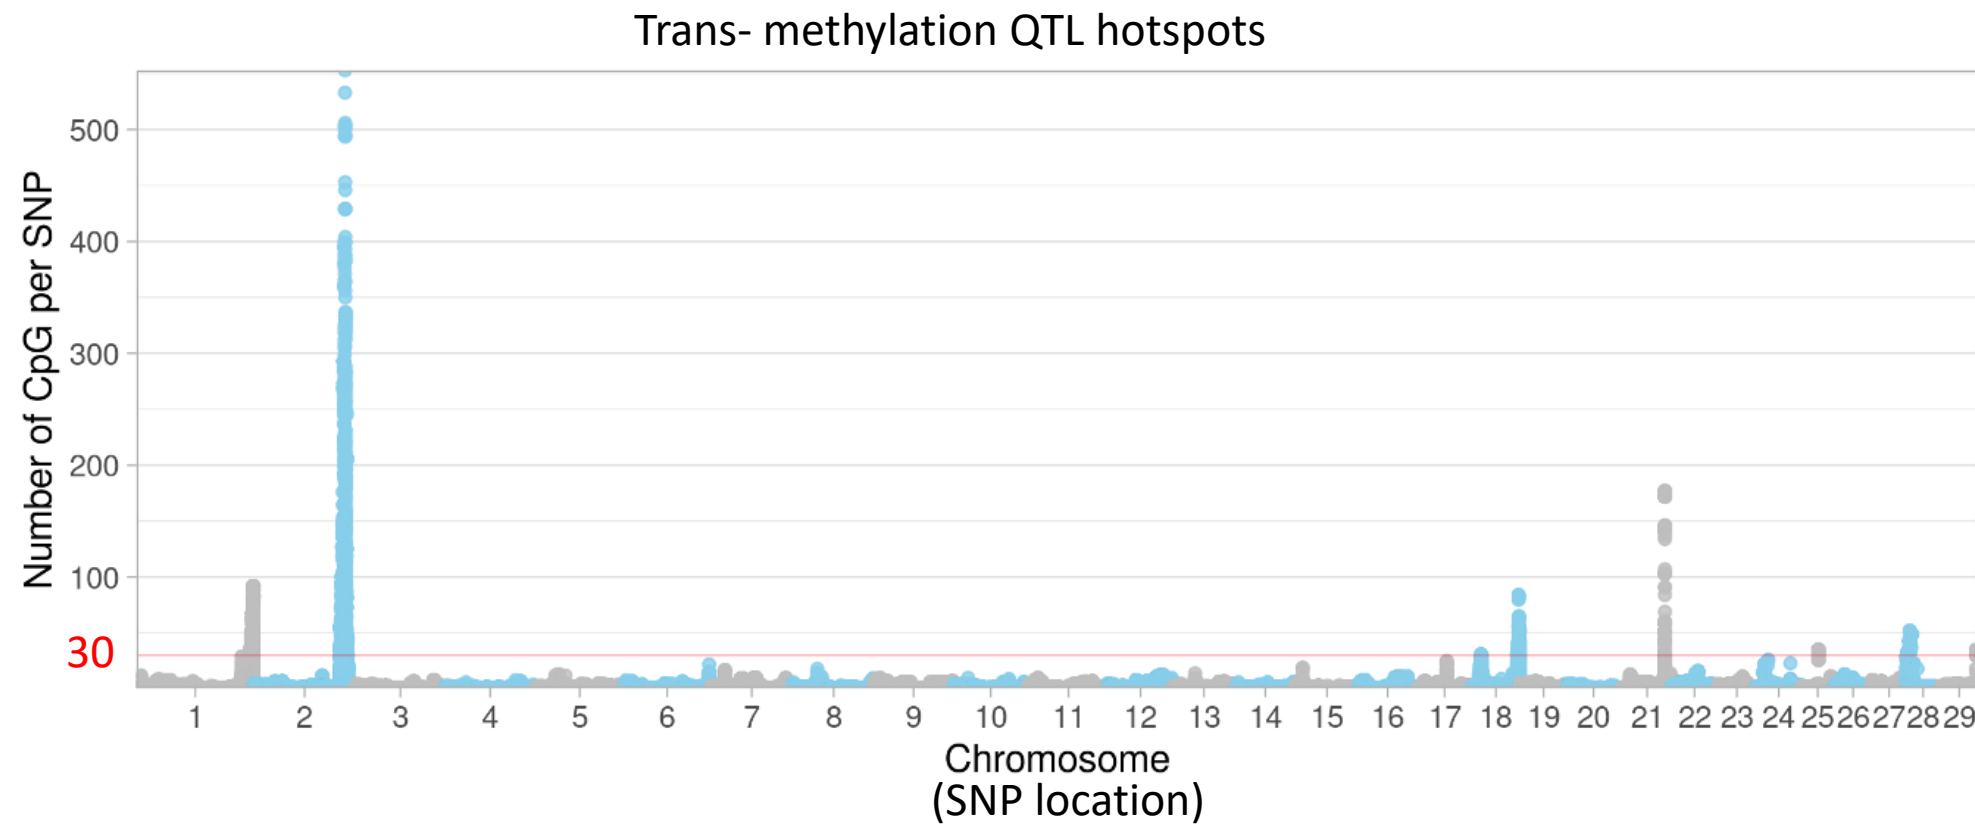 Trans- methylation QTL hotspots
Number of CpG per SNP
500
400
300
200
100
30
1 2 3 4 5 6 7 8 9 10 11 12 13 14 15 16 17 18 19 20 21 22 23 24 25 26 27 28 29
Chromosome
(SNP location)